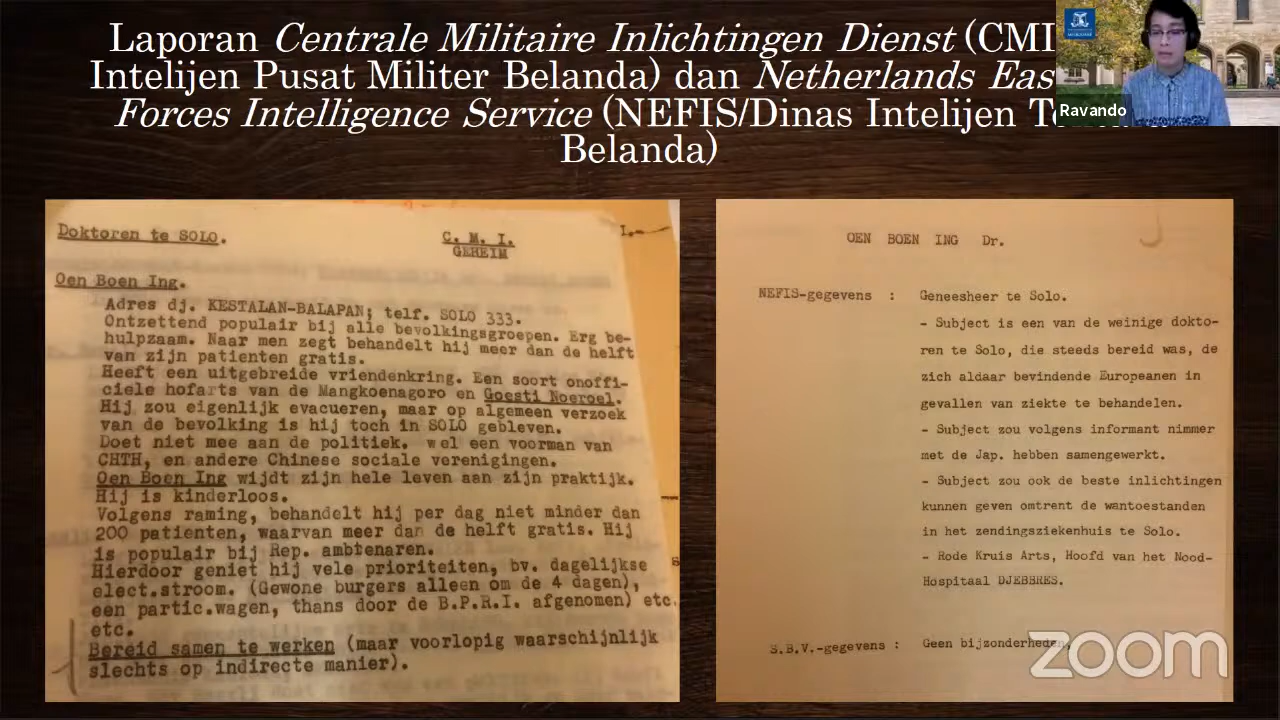 Laporan Centrale Militaire Inlichtingen Dienst (CMI
Intelijen Pusat Militer Belanda) dan Netherlands Eas
Forces Intelligence Service (NEFIS/Dinas Intelijen
Belanda)
Ravando
Doktoren te SOLO.
C. M. I.
GEHEIM
I.
Oen Boen Ing.
Adres dj. KESTALAN-BALAPAN; telf. SOLO 333.
Ontzettend populair bij alle bevolkingsgroepen. Erg be-
hulpzaam. Naar men zegt behandelt hij meer dan de helft
van zijn patienten gratis.
Heeft een uitgebreide vriendenkring. Een soort onoffi-
ciele hofarts van de Mangkoenagoro en Goesti Noeroel.
Hij zou eigenlijk evacueren, maar op algemeen verzoek
van de bevolking is hij toch in SOLO gebleven.
Doet niet mee aan de politiek. wel een voorman van
CHTH, en andere Chinese sociale verenigingen.
Oen Boen Ing wijdt zijn hele leven aan zijn praktijk.
Hij is kinderloos.
Volgens raming, behandelt hij per dag niet minder dan
200 patienten, waarvan meer dan de helft gratis. Hij
is populair bij Rep. ambtenaren.
Hierdoor geniet hij vele prioriteiten, bv. dagelijkse
elect.stroom. (Gewone burgers alleen om de 4 dagen),
een partic.wagen, thans door de B.P.R.I. afgenomen) etc.
etc.
Bereid samen te werken (maar voorlopig waarschijnlijk
slechts op indirecte manier).
OEN BOEN ING Dr.
NEFIS-gegevens : Geneesheer te Solo.
- Subject is een van de weinige dokto-
ren te Solo, die steeds bereid was, de
zich aldaar bevindende Europeanen in
gevallen van ziekte te behandelen.
- Subject zou volgens informant nimmer
met de Jap. hebben samengewerkt.
- Subject zou ook de beste inlichtingen
kunnen geven omtrent de wantoestanden
in het zendingsziekenhuis te Solo.
- Rode Kruis Arts, Hoofd van het Nood-
Hospitaal DJEBBRES.
S.B.V.-gegevens : Geen bijzonderheden,
zoom